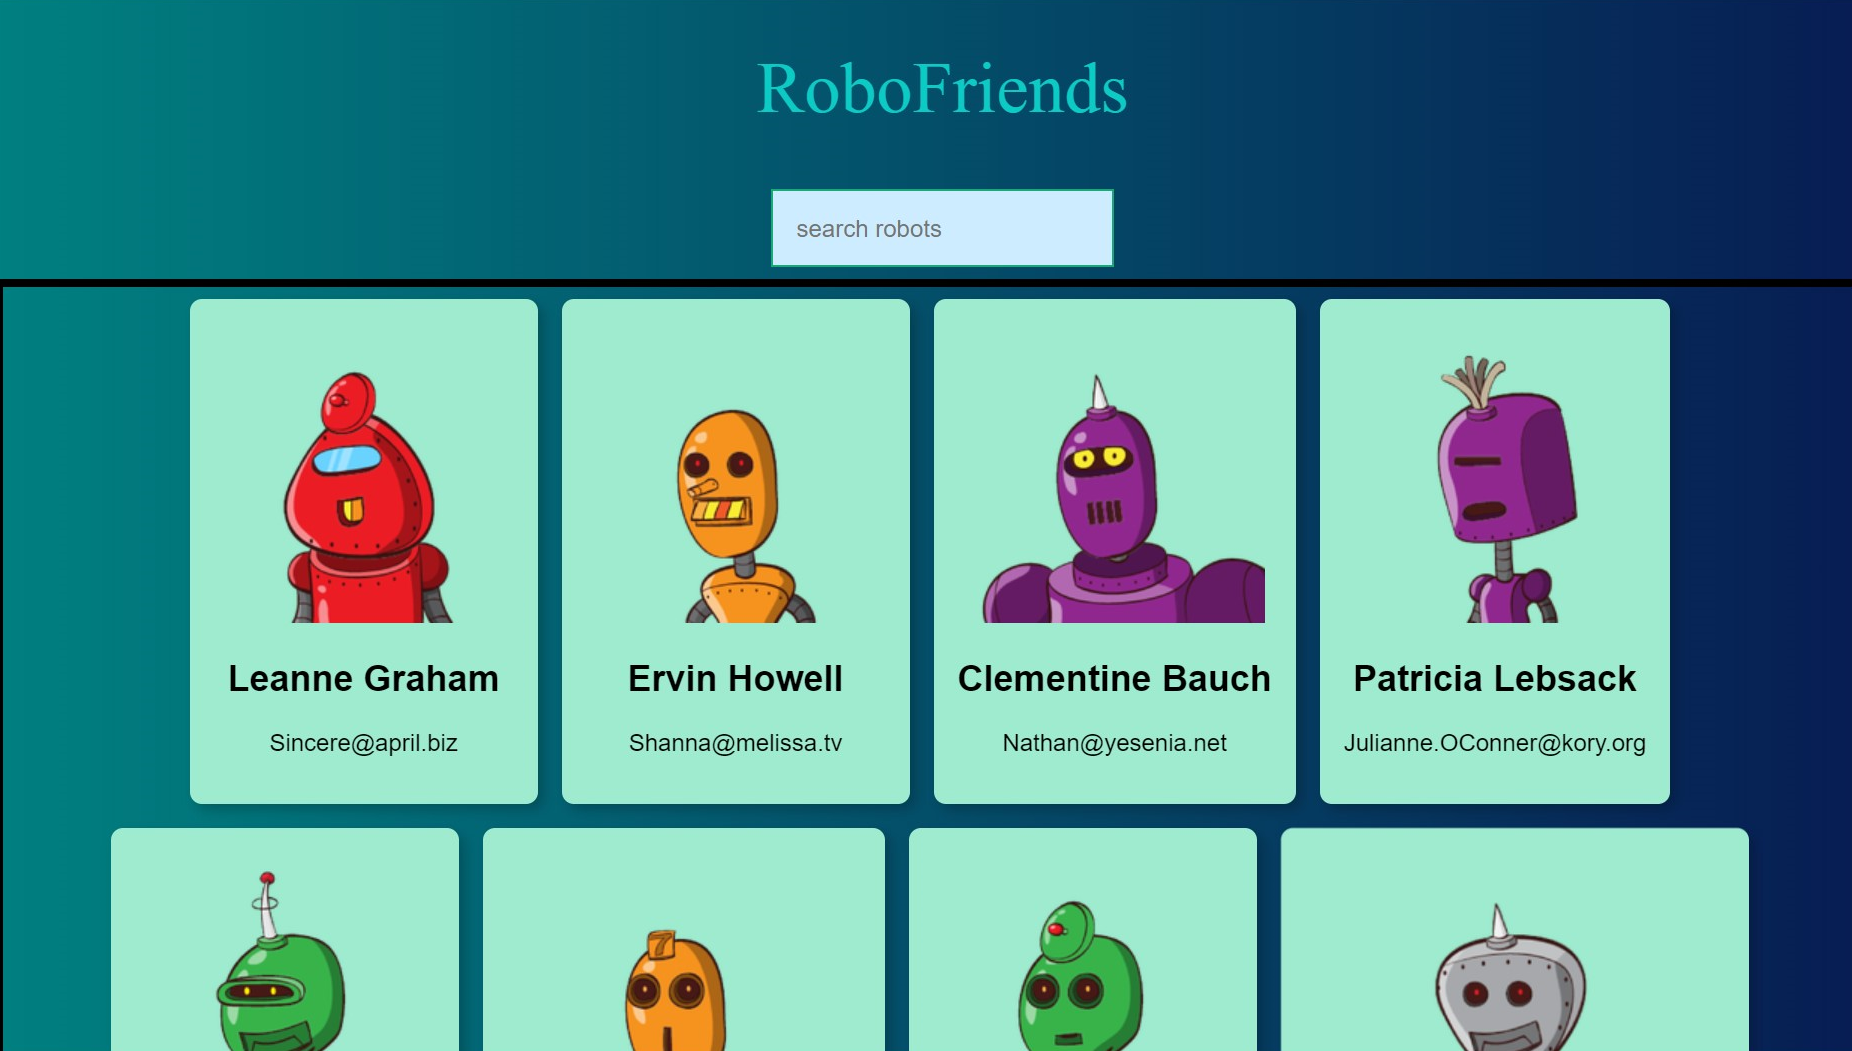 RoboFriends
search robots
Leanne Graham
Sincere@april.biz
Ervin Howell
Shanna@melissa.tv
Clementine Bauch
Nathan@yesenia.net
Patricia Lebsack
Julianne.OConner@kory.org
7